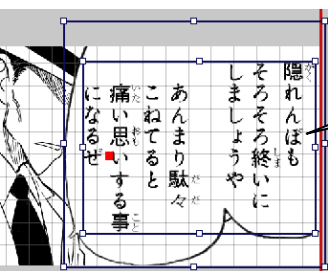 隠れんぼも
そろそろ終いに
しましょうや
あんまり駄々
こねてると
痛い思いする事
になるぜ